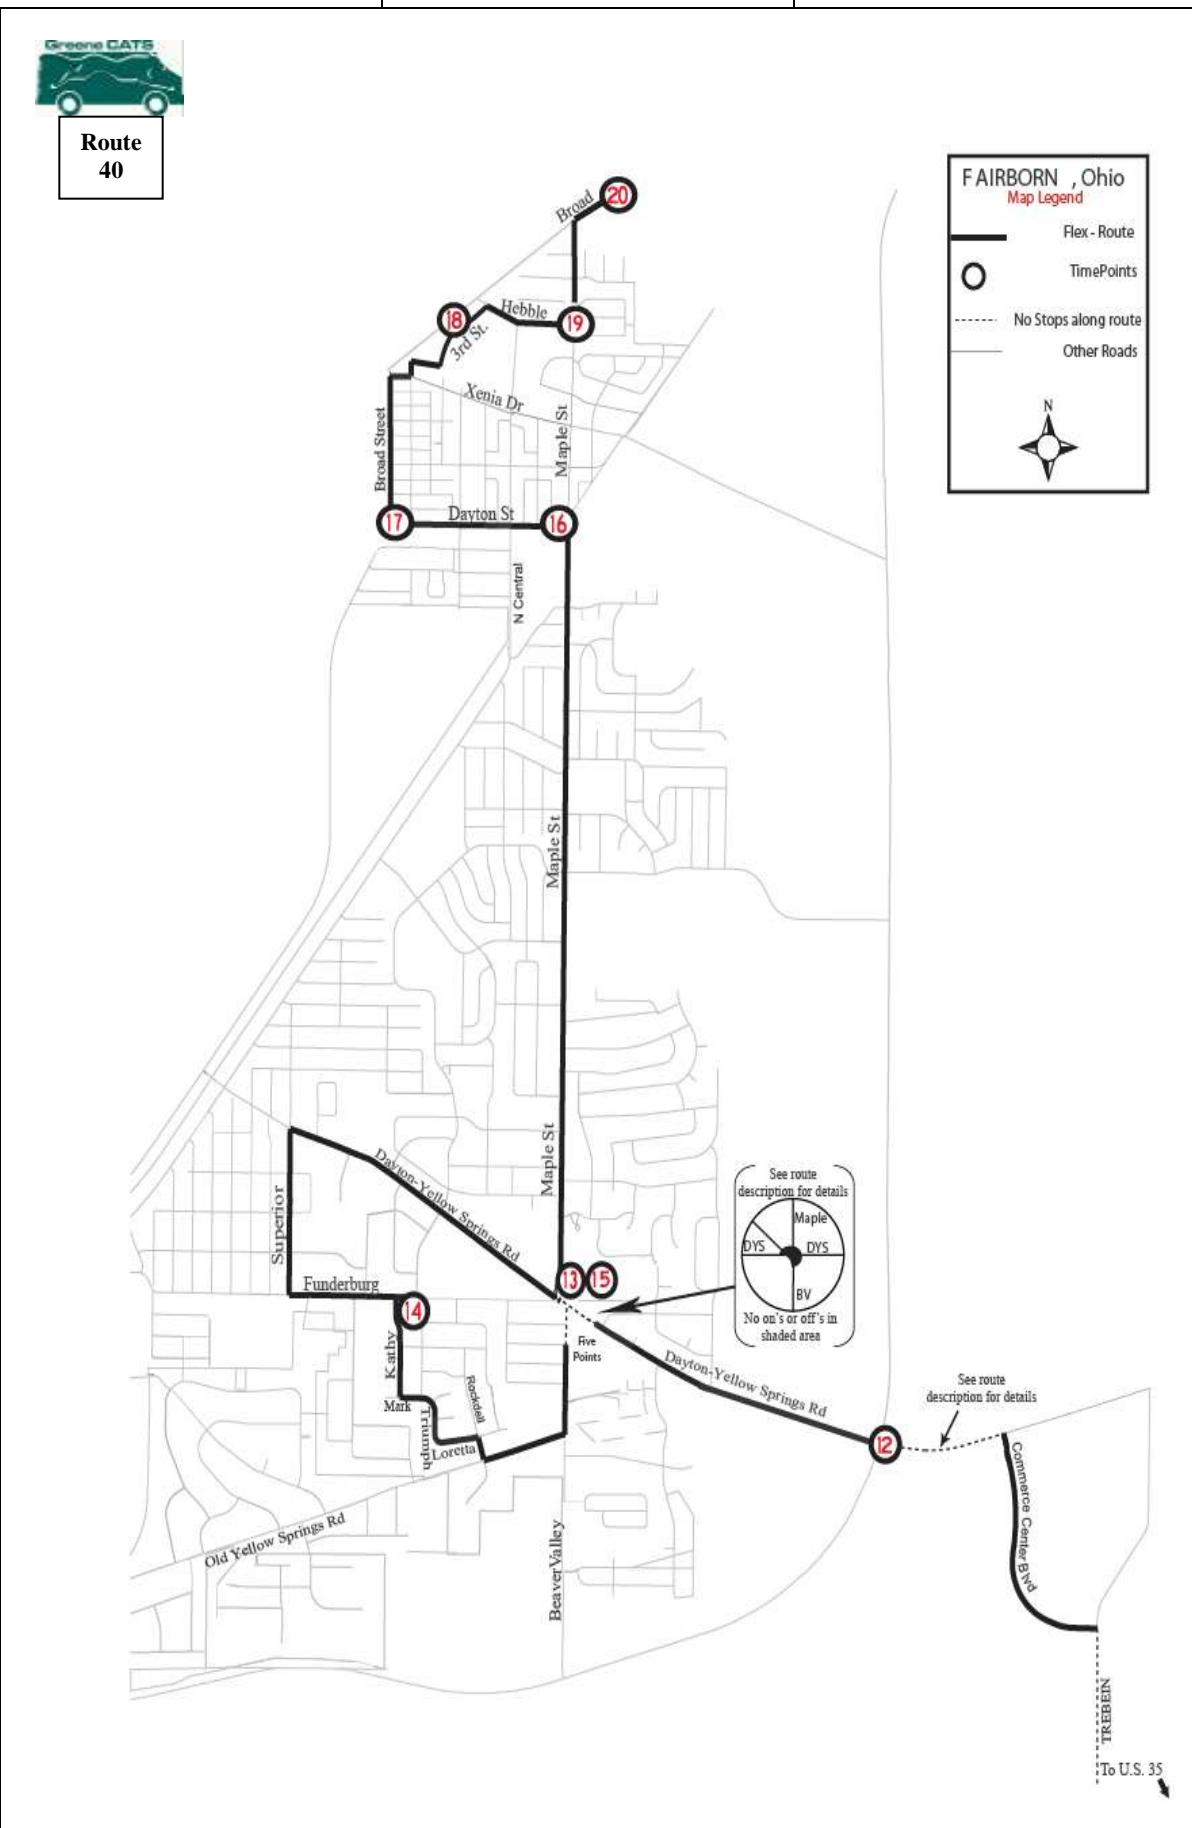 Greene CATS
Route
40
FAIRBORN , Ohio
Map Legend
Flex - Route
TimePoints
No Stops along route
Other Roads
N
20
Broad
18
Hebble
19
3rd St.
Xenia Dr
Broad Street
Maple St
17
Dayton St
16
N Central
Maple St
Maple St
Dayton-Yellow Springs Rd
Superior
See route
description for details
Maple
DYS
DYS
BV
No on's or off's in
shaded area
13
15
Funderburg
14
Five
Points
Kathy
Dayton-Yellow Springs Rd
See route
description for details
Mark
Rockdell
Triumph
Loretta
12
Commerce Center Blvd
Old Yellow Springs Rd
BeaverValley
TREBEIN
To U.S. 35